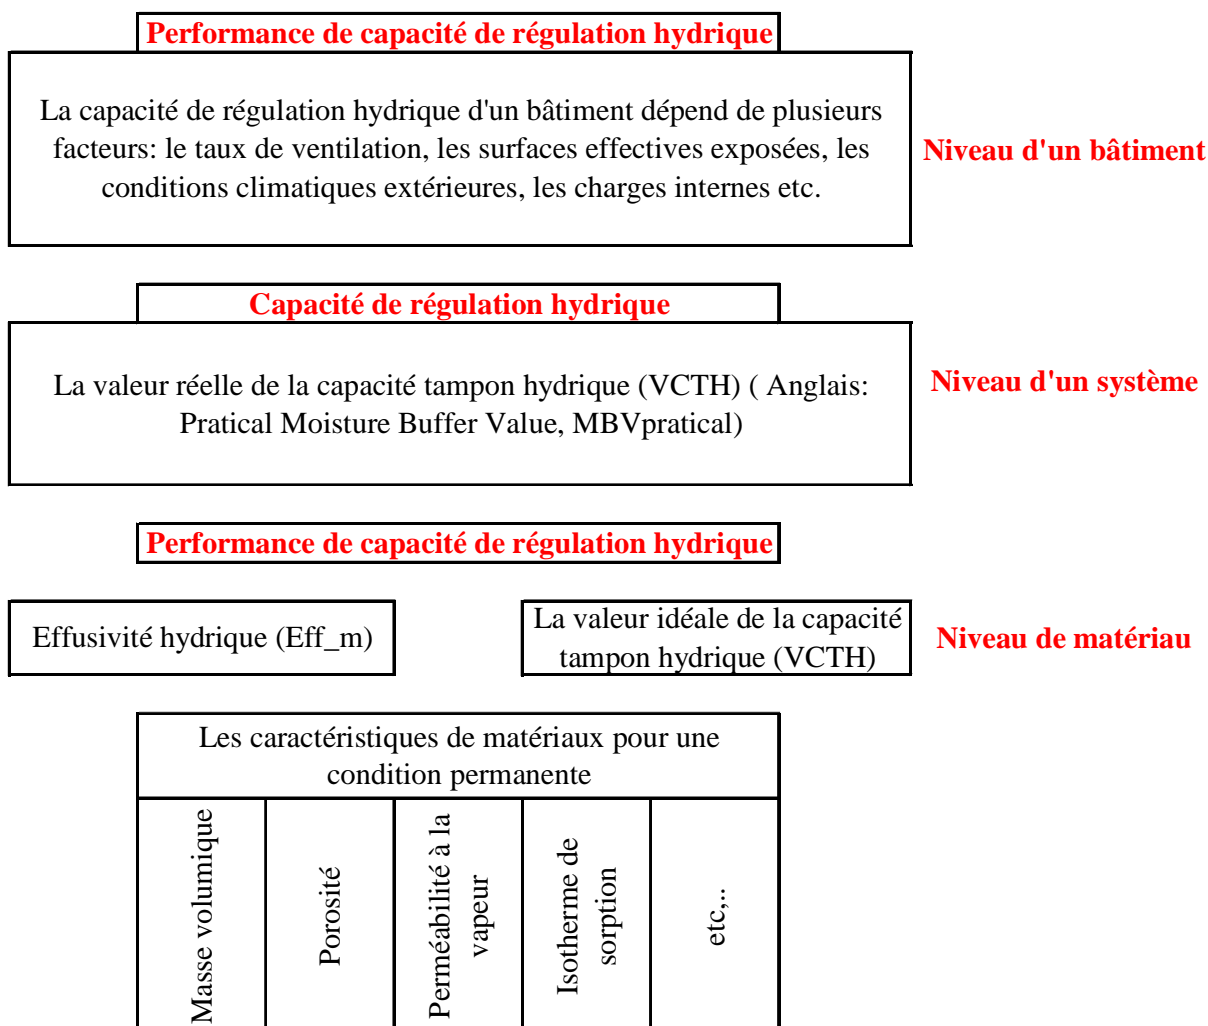 Performance de capacité de régulation hydrique
La capacité de régulation hydrique d'un bâtiment dépend de plusieurs
facteurs: le taux de ventilation, les surfaces effectives exposées, les
conditions climatiques extérieures, les charges internes etc.
Niveau d'un bâtiment
Capacité de régulation hydrique
La valeur réelle de la capacité tampon hydrique (VCTH) ( Anglais:
Pratical Moisture Buffer Value, MBVpratical)
Niveau d'un système
Performance de capacité de régulation hydrique
Effusivité hydrique (Eff_m)
La valeur idéale de la capacité
tampon hydrique (VCTH)
Niveau de matériau
Les caractéristiques de matériaux pour une
condition permanente
Masse volumique
Porosité
Perméabilité à la
vapeur
Isotherme de
sorption
etc,..